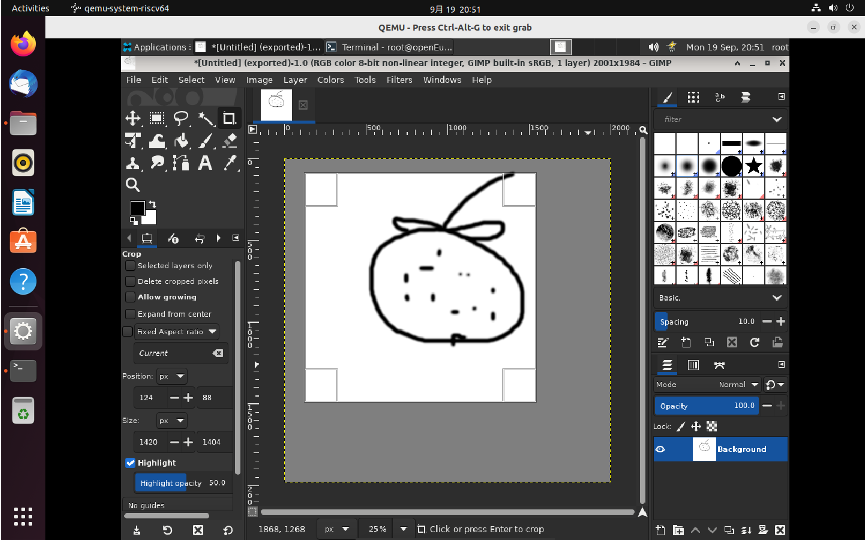 Activities qemu-system-riscv64 9月 19 20:51
QEMU - Press Ctrl-Alt-G to exit grab
Applications *[Untitled] (exported)-1... Terminal - root@openEu... Mon 19 Sep, 20:51 root
*[Untitled] (exported)-1.0 (RGB color 8-bit non-linear integer, GIMP built-in sRGB, 1 layer) 2001x1984 – GIMP
File Edit Select View Image Layer Colors Tools Filters Windows Help
filter
0 500 1000 1500 2000
0
500
1000
1500
2000
Crop
Selected layers only
Delete cropped pixels
Allow growing
Expand from center
Fixed Aspect ratio
Current
Position: px
124 88
Size: px
1420 1404
Highlight
Highlight opacity 50.0
No guides
Basic.
Spacing 10.0
Mode Normal
Opacity 100.0
Lock:
Background
1868, 1268 px 25% Click or press Enter to crop